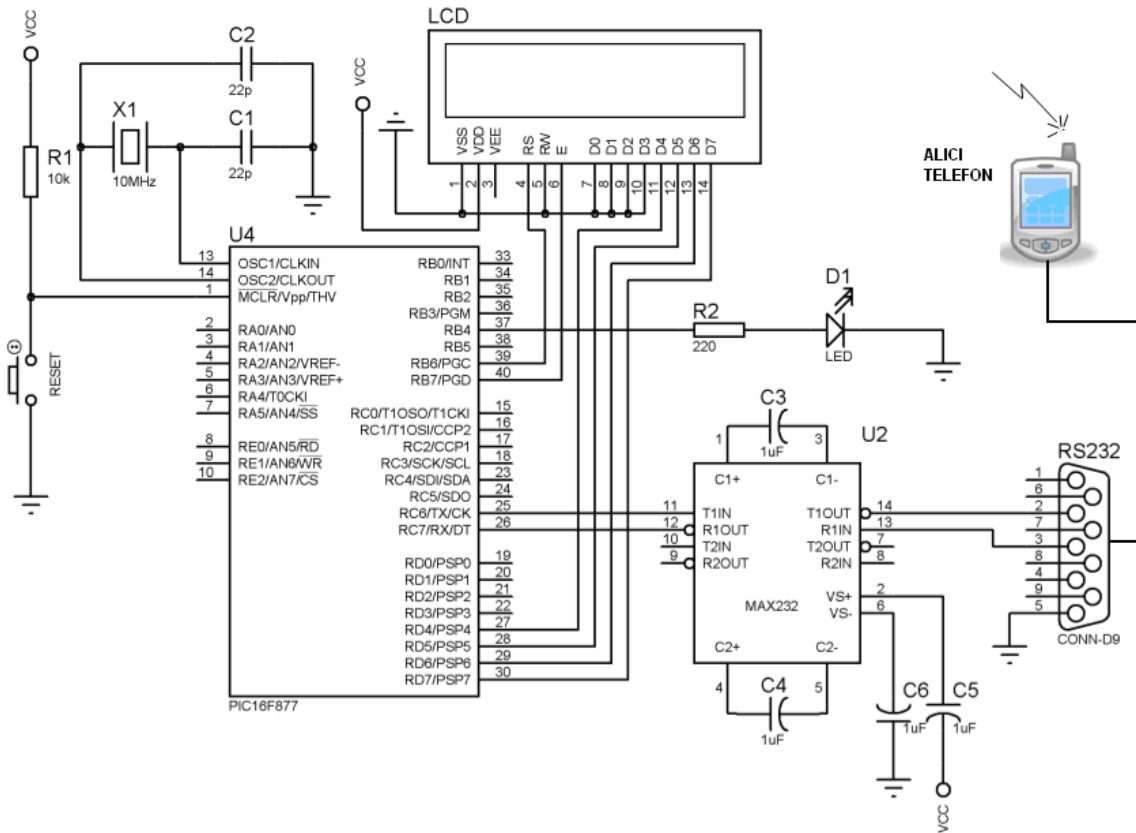 VCC
R1
10k
RESET
C2
22p
X1
10MHz
C1
22p
VCC
LCD
VSS
VDD
VEE
RS
RW
E
D0
D1
D2
D3
D4
D5
D6
D7
1
2
3
4
5
6
7
8
9
10
11
12
13
14
ALICI
TELEFON
U4
13 OSC1/CLKIN
14 OSC2/CLKOUT
1 MCLR/Vpp/THV
2 RA0/AN0
3 RA1/AN1
4 RA2/AN2/VREF-
5 RA3/AN3/VREF+
6 RA4/T0CKI
7 RA5/AN4/SS
8 RE0/AN5/RD
9 RE1/AN6/WR
10 RE2/AN7/CS
RB0/INT 33
RB1 34
RB2 35
RB3/PGM 36
RB4 37
RB5 38
RB6/PGC 39
RB7/PGD 40
RC0/T1OSO/T1CKI 15
RC1/T1OSI/CCP2 16
RC2/CCP1 17
RC3/SCK/SCL 18
RC4/SDI/SDA 23
RC5/SDO 24
RC6/TX/CK 25
RC7/RX/DT 26
RD0/PSP0 19
RD1/PSP1 20
RD2/PSP2 21
RD3/PSP3 22
RD4/PSP4 27
RD5/PSP5 28
RD6/PSP6 29
RD7/PSP7 30
PIC16F877
R2
220
D1
LED
C3
1uF
1
3
U2
C1+
C1-
11 T1IN
12 R1OUT
10 T2IN
9 R2OUT
T1OUT 14
R1IN 13
T2OUT 7
R2IN 8
VS+ 2
VS- 6
MAX232
C2+
C2-
4
5
C4
1uF
C6
1uF
C5
1uF
VCC
RS232
1
6
2
7
3
8
4
9
5
CONN-D9